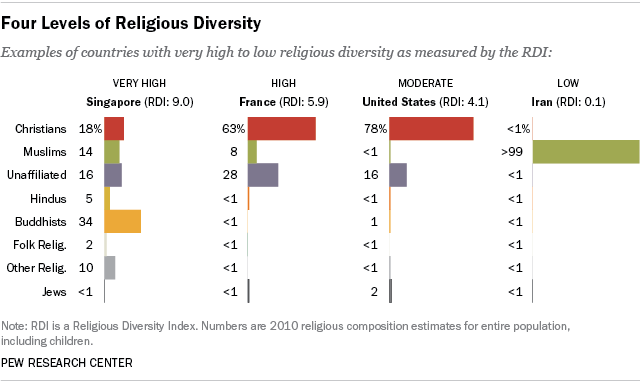 Four Levels of Religious Diversity
Examples of countries with very high to low religious diversity as measured by the RDI:
VERY HIGH HIGH MODERATE LOW
Singapore (RDI: 9.0) France (RDI: 5.9) United States (RDI: 4.1) Iran (RDI: 0.1)
Christians 18% 63% 78% <1%
Muslims 14 8 <1 >99
Unaffiliated 16 28 16 <1
Hindus 5 <1 <1 <1
Buddhists 34 <1 1 <1
Folk Relig. 2 <1 <1 <1
Other Relig. 10 <1 <1 <1
Jews <1 <1 2 <1
Note: RDI is a Religious Diversity Index. Numbers are 2010 religious composition estimates for entire population,
including children.
PEW RESEARCH CENTER